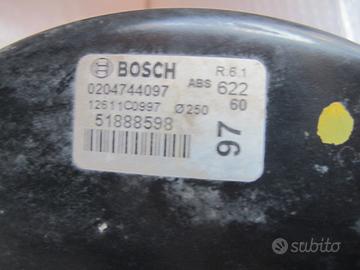 BOSCH R.6.1
0204744097 ABS 622
12611C0997 Ø250 60
51888598 97
subito